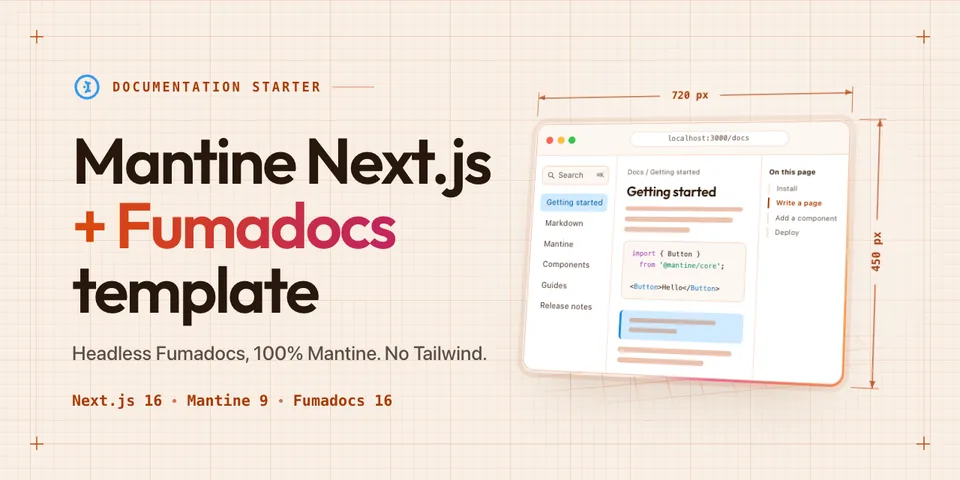 DOCUMENTATION STARTER
Mantine Next.js
+ Fumadocs
template
Headless Fumadocs, 100% Mantine. No Tailwind.
Next.js 16 • Mantine 9 • Fumadocs 16
720 px
localhost:3000/docs
Search ⌘K
Getting started
Markdown
Mantine
Components
Guides
Release notes
Docs / Getting started
Getting started
import { Button }
from '@mantine/core';
<Button>Hello</Button>
On this page
Install
Write a page
Add a component
Deploy
450 px